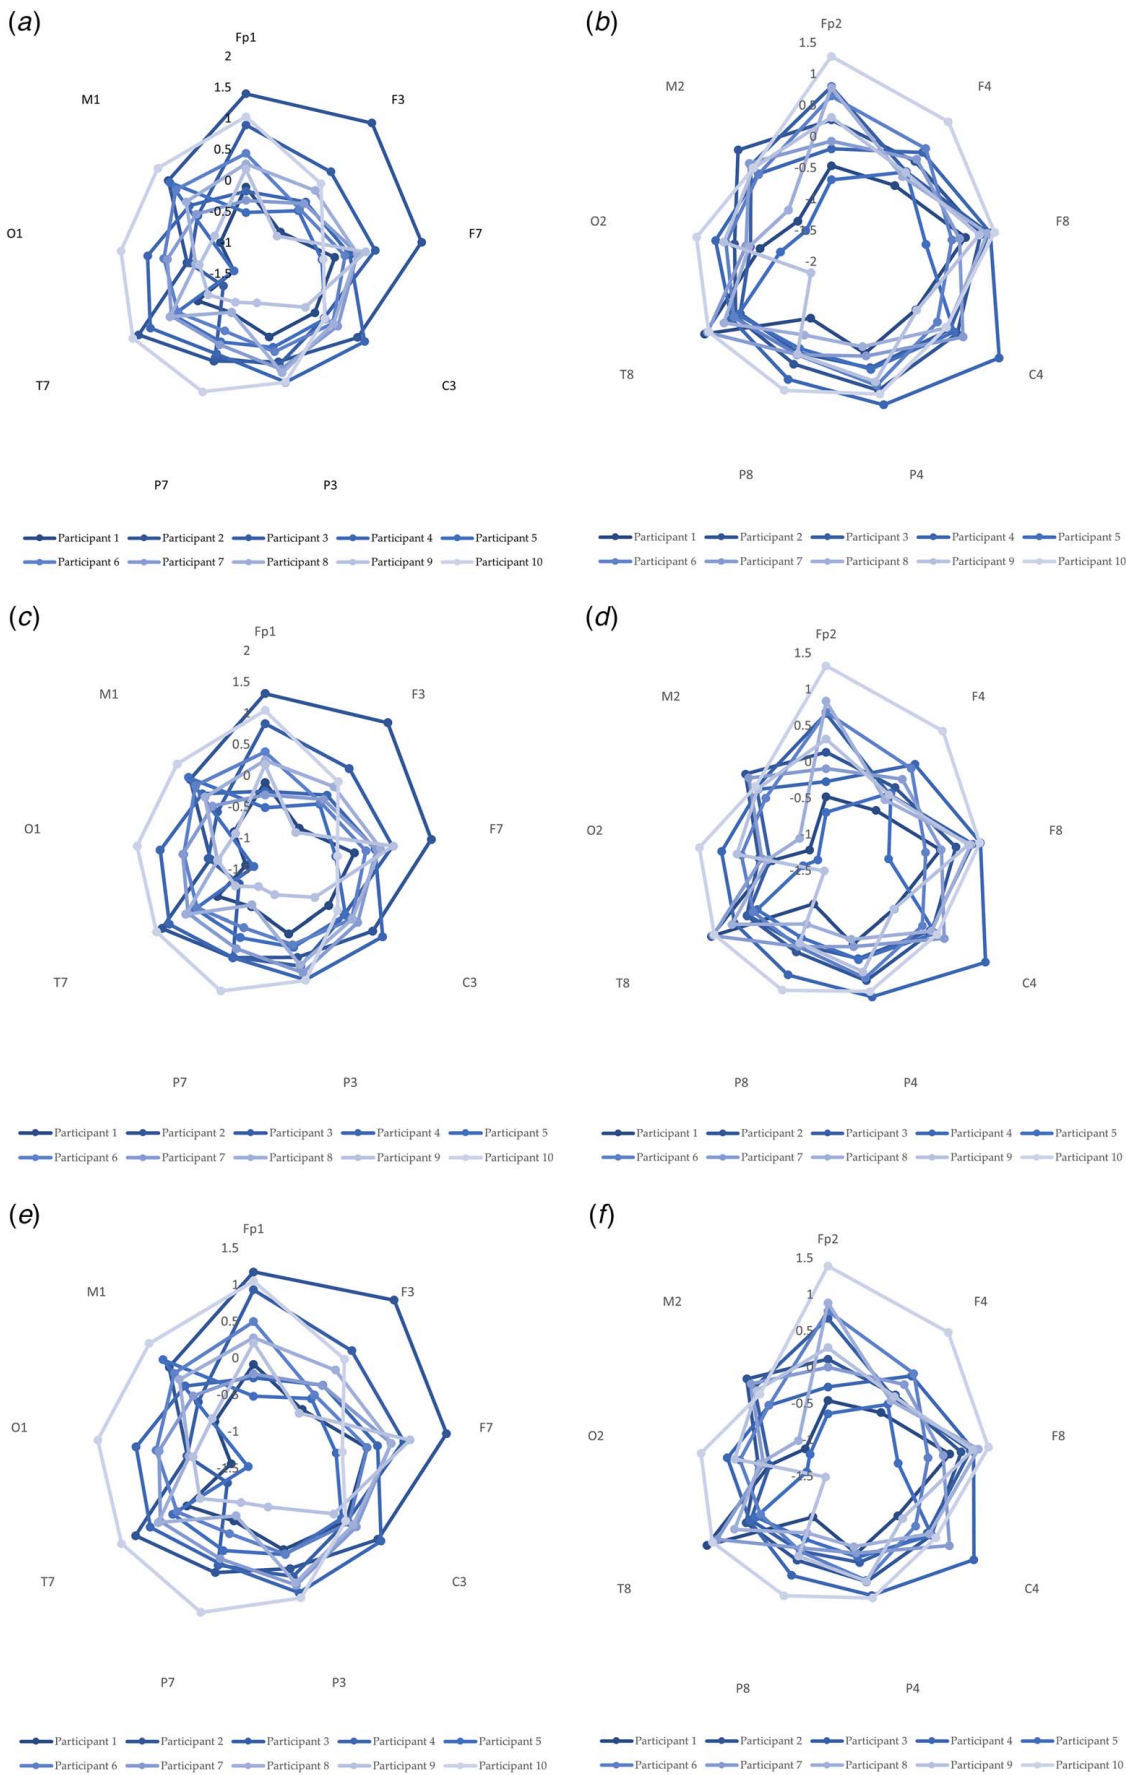 (a)
Fp1
2
M1
1.5
F3
1
0.5
0
-0.5
O1
F7
-1
-1.5
T7
C3
P7
P3
Participant 1 Participant 2 Participant 3 Participant 4 Participant 5
Participant 6 Participant 7 Participant 8 Participant 9 Participant 10
(b)
Fp2
1.5
M2
1
F4
0.5
0
-0.5
-1
O2
F8
-1.5
-2
T8
C4
P8
P4
Participant 1 Participant 2 Participant 3 Participant 4 Participant 5
Participant 6 Participant 7 Participant 8 Participant 9 Participant 10
(c)
Fp1
2
M1
1.5
F3
1
0.5
0
-0.5
O1
F7
-1
-1.5
T7
C3
P7
P3
Participant 1 Participant 2 Participant 3 Participant 4 Participant 5
Participant 6 Participant 7 Participant 8 Participant 9 Participant 10
(d)
Fp2
1.5
M2
1
F4
0.5
0
-0.5
O2
F8
-1
-1.5
T8
C4
P8
P4
Participant 1 Participant 2 Participant 3 Participant 4 Participant 5
Participant 6 Participant 7 Participant 8 Participant 9 Participant 10
(e)
Fp1
1.5
M1
1
F3
0.5
0
-0.5
O1
F7
-1
-1.5
T7
C3
P7
P3
Participant 1 Participant 2 Participant 3 Participant 4 Participant 5
Participant 6 Participant 7 Participant 8 Participant 9 Participant 10
(f)
Fp2
1.5
M2
1
F4
0.5
0
-0.5
O2
F8
-1
-1.5
T8
C4
P8
P4
Participant 1 Participant 2 Participant 3 Participant 4 Participant 5
Participant 6 Participant 7 Participant 8 Participant 9 Participant 10